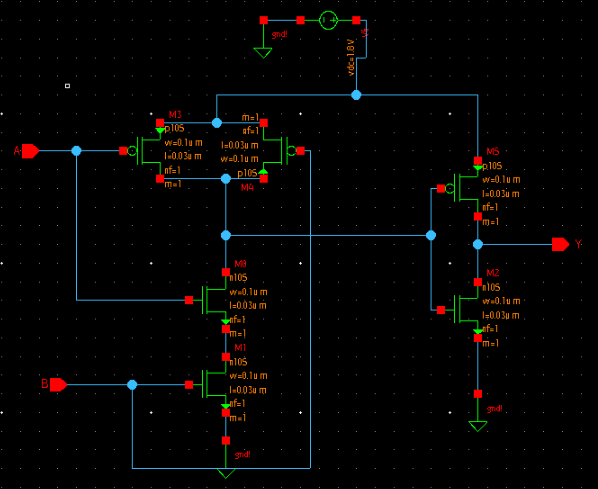 gnd!
V5
vdc=1.8 V
M3
p10S
w=0.1u m
l=0.03u m
nf=1
m=1
m=1
nf=1
l=0.03u m
w=0.1u m
p10S
M4
A
M5
p10S
w=0.1u m
l=0.03u m
nf=1
m=1
Y
M0
n10S
w=0.1u m
l=0.03u m
nf=1
m=1
M2
n10S
w=0.1u m
l=0.03u m
nf=1
m=1
M1
n10S
w=0.1u m
l=0.03u m
nf=1
m=1
B
gnd!
gnd!